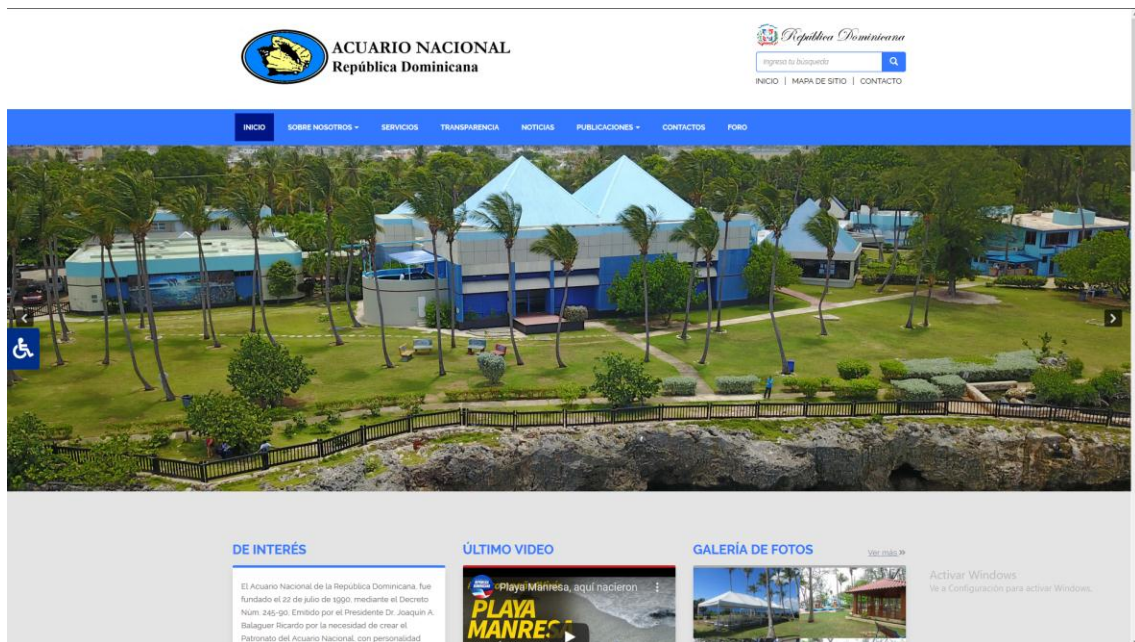 ACUARIO NACIONAL
República Dominicana
República Dominicana
Ingresa tu búsqueda
INICIO | MAPA DE SITIO | CONTACTO
INICIO SOBRE NOSOTROS SERVICIOS TRANSPARENCIA NOTICIAS PUBLICACIONES CONTACTOS FORO
DE INTERÉS
El Acuario Nacional de la República Dominicana, fue
fundado el 22 de julio de 1990, mediante el Decreto
Núm. 245-90, Emitido por el Presidente Dr. Joaquín A.
Balaguer Ricardo por la necesidad de crear el
Patronato del Acuario Nacional, con personalidad
ÚLTIMO VIDEO
Playa Manresa, aquí nacieron
PLAYA
MANRESA
GALERÍA DE FOTOS
Ver más »
Activar Windows
Ve a Configuración para activar Windows.